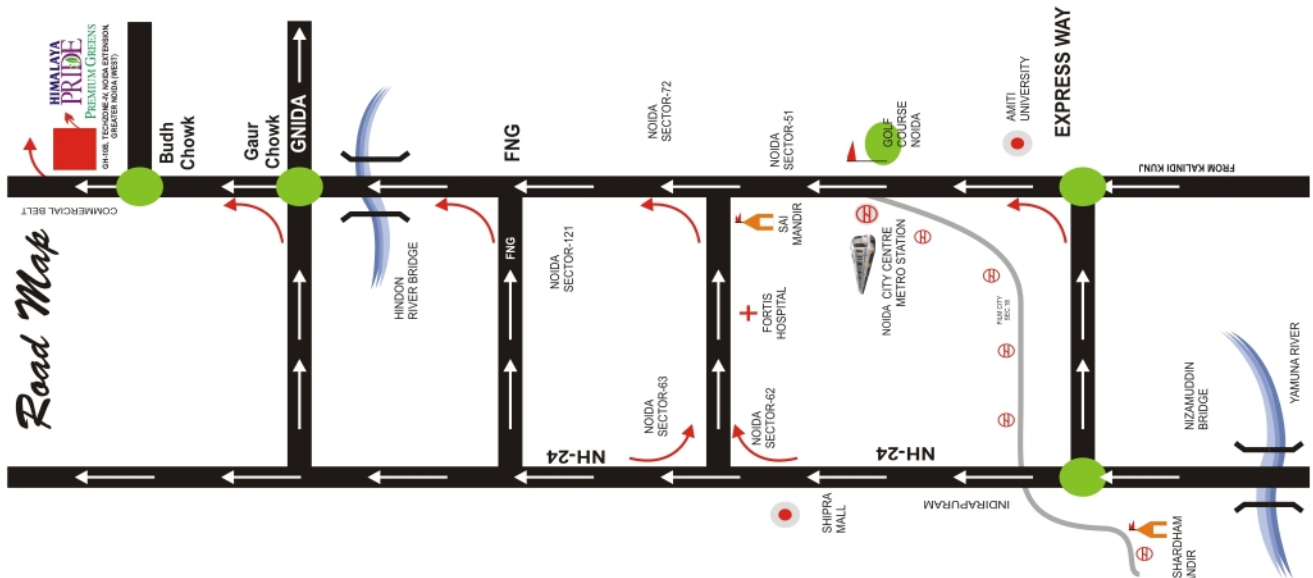 Road Map
HIMALAYA
PRIDE
PREMIUM GREENS
GH-10B, TECHZONE-IV, NOIDA EXTENSION,
GREATER NOIDA (WEST)
COMMERCIAL BELT
Budh
Chowk
Gaur
Chowk
GNIDA
HINDON
RIVER BRIDGE
FNG
FNG
NOIDA
SECTOR-121
NOIDA
SECTOR-72
NOIDA
SECTOR-63
NH-24
NOIDA
SECTOR-51
SAI
MANDIR
FORTIS
HOSPITAL
NOIDA
SECTOR-62
SHIPRA
MALL
GOLF
COURSE
NOIDA
NOIDA CITY CENTRE
METRO STATION
NH-24
INDIRAPURAM
AMITI
UNIVERSITY
FILM CITY
EXPRESS WAY
FROM KALINDI KUNJ
SHARDHAM
ANDIR
NIZAMUDDIN
BRIDGE
YAMUNA RIVER